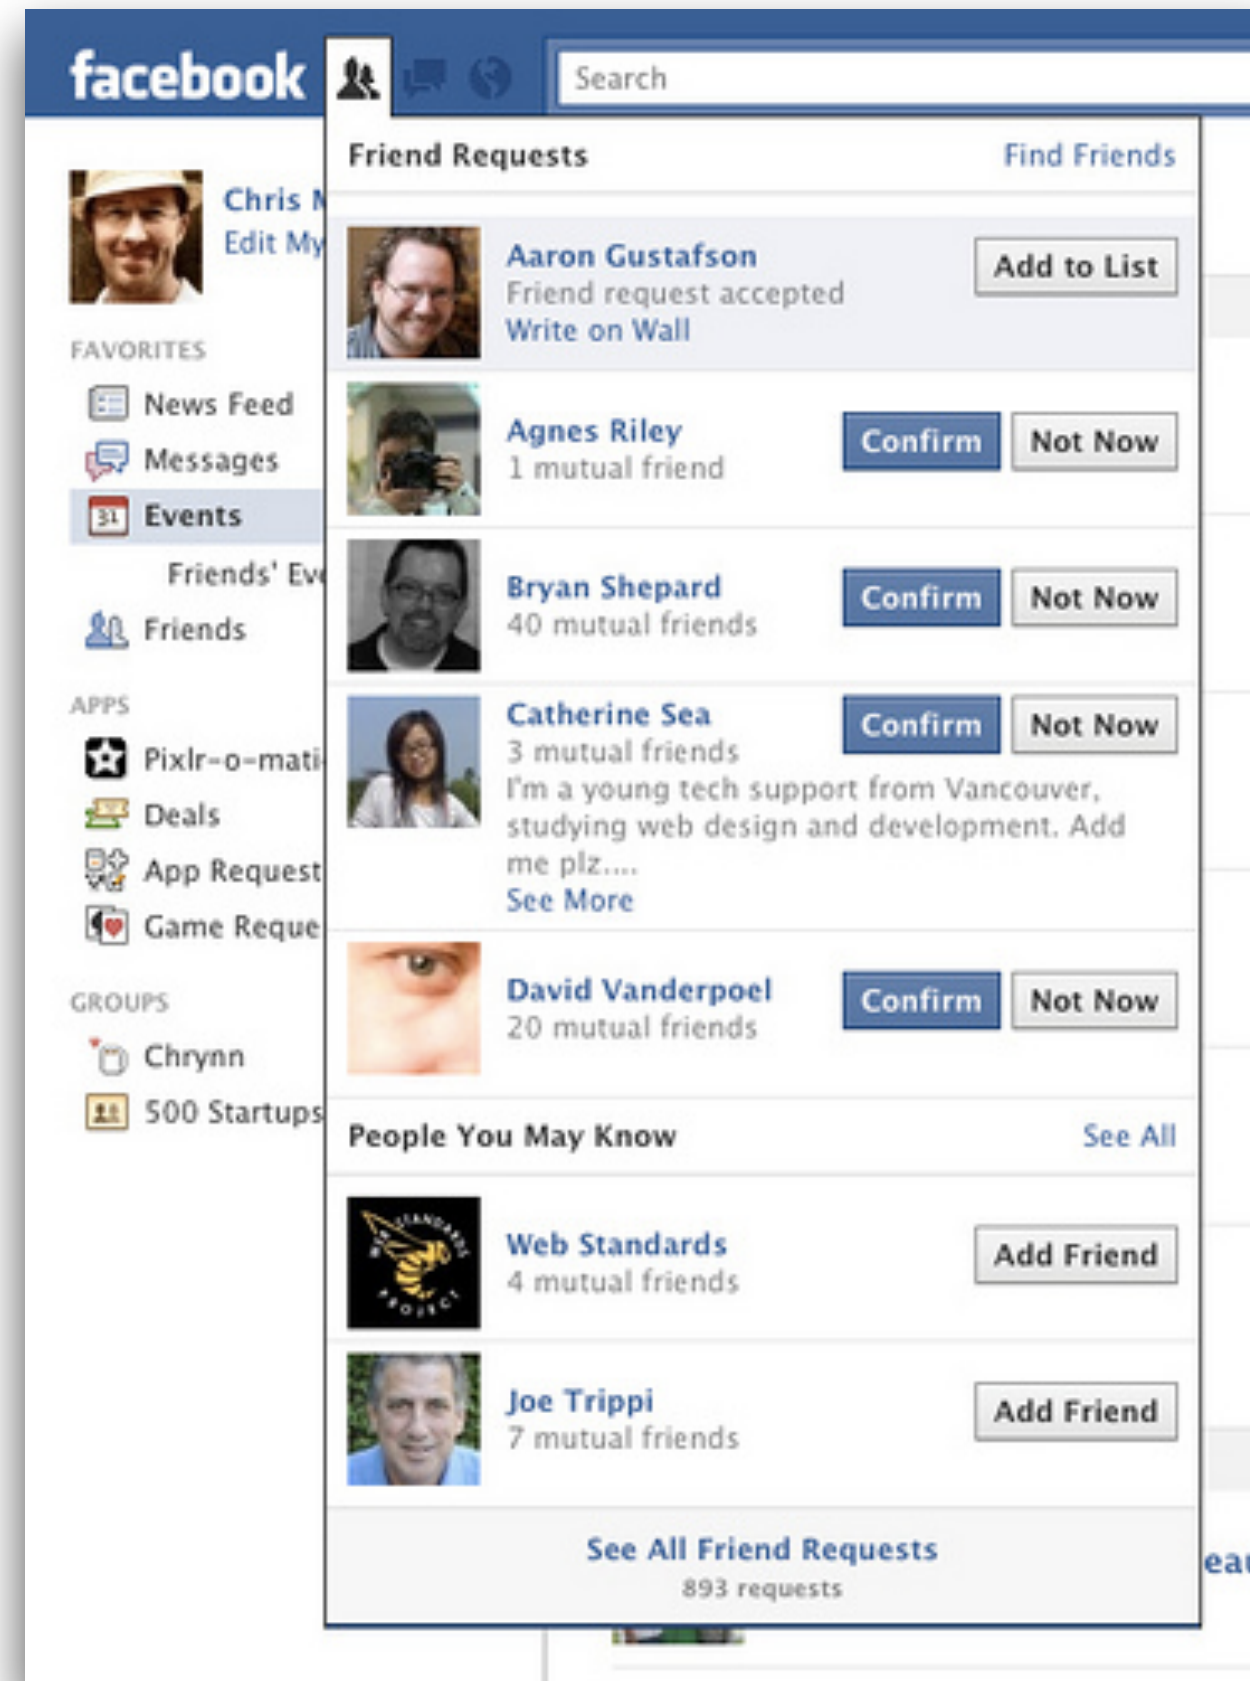 facebook
Search
Chris
Edit My
FAVORITES
News Feed
Messages
31 Events
Friends'
Friends
APPS
Pixlr-o-mati
Deals
App Request
Game Reque
GROUPS
Chrynn
500 Startups
Friend Requests Find Friends
Aaron Gustafson
Friend request accepted
Write on Wall
Add to List
Agnes Riley
1 mutual friend
Confirm Not Now
Bryan Shepard
40 mutual friends
Confirm Not Now
Catherine Sea
3 mutual friends
Confirm Not Now
I'm a young tech support from Vancouver,
studying web design and development. Add
me plz....
See More
David Vanderpoel
20 mutual friends
Confirm Not Now
People You May Know See All
WEB STANDARDS
PROJECT
Web Standards
4 mutual friends
Add Friend
Joe Trippi
7 mutual friends
Add Friend
See All Friend Requests
893 requests